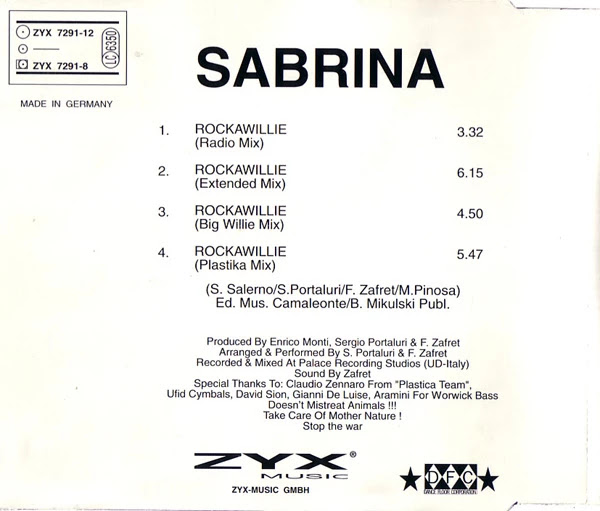 ZYX 7291-12
ZYX 7291-8
LC 6350
MADE IN GERMANY
SABRINA
1. ROCKAWILLIE 3.32
(Radio Mix)
2. ROCKAWILLIE 6.15
(Extended Mix)
3. ROCKAWILLIE 4.50
(Big Willie Mix)
4. ROCKAWILLIE 5.47
(Plastika Mix)
(S. Salerno/S.Portaluri/F. Zafret/M.Pinosa)
Ed. Mus. Camaleonte/B. Mikulski Publ.
Produced By Enrico Monti, Sergio Portaluri & F. Zafret
Arranged & Performed By S. Portaluri & F. Zafret
Recorded & Mixed At Palace Recording Studios (UD-Italy)
Sound By Zafret
Special Thanks To: Claudio Zennaro From "Plastica Team",
Ufid Cymbals, David Sion, Gianni De Luise, Aramini For Worwick Bass
Doesn't Mistreat Animals !!!
Take Care Of Mother Nature !
Stop the war
ZYX®
MUSIC
ZYX-MUSIC GMBH
DFC
DANCE FLOOR CORPORATION